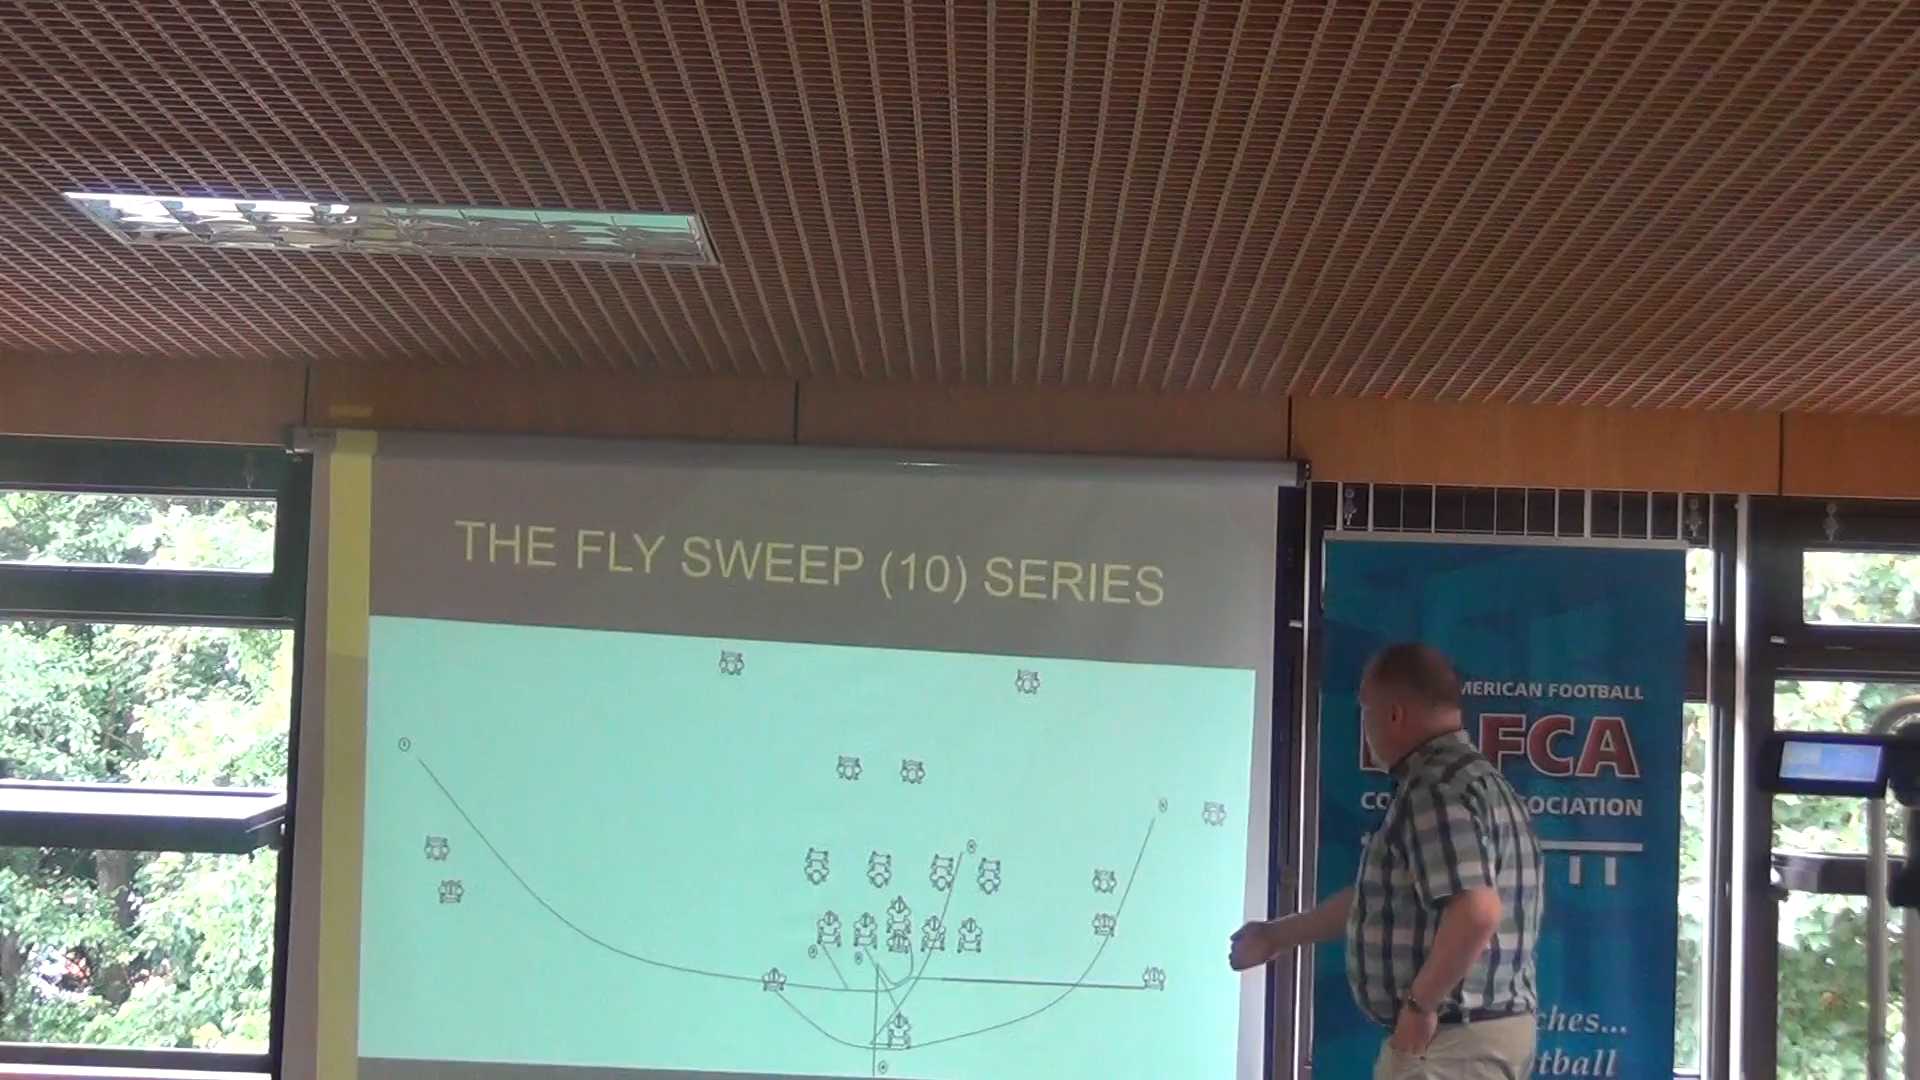 THE FLY SWEEP (10) SERIES
MERICAN FOOTBALL
FCA
CO OCIATION
ches...
tball